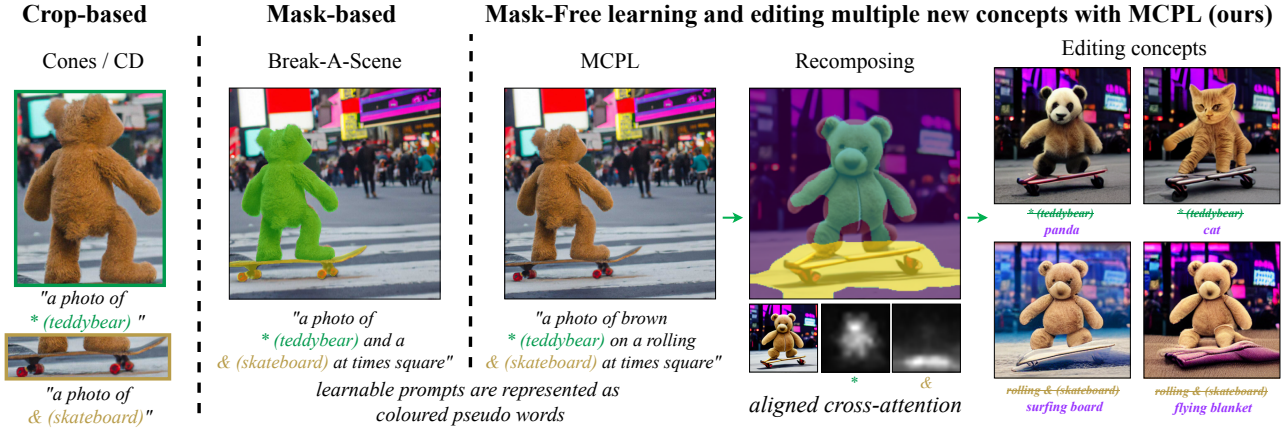 Crop-based
Mask-based
Mask-Free learning and editing multiple new concepts with MCPL (ours)
Cones / CD
Break-A-Scene
MCPL
Recomposing
Editing concepts
"a photo of
* (teddybear) "
"a photo of
& (skateboard)"
"a photo of
* (teddybear) and a
& (skateboard) at times square"
"a photo of brown
* (teddybear) on a rolling
& (skateboard) at times square"
learnable prompts are represented as
coloured pseudo words
*
&
aligned cross-attention
* (teddybear)
panda
* (teddybear)
cat
rolling & (skateboard)
surfing board
rolling & (skateboard)
flying blanket